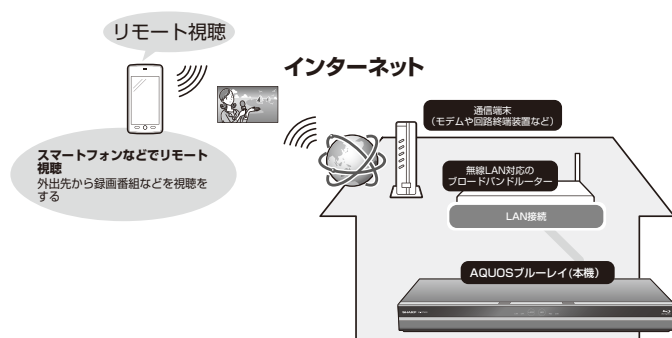 リモート視聴
インターネット
通信端末
（モデムや回路終端装置など）
スマートフォンなどでリモート
視聴
外出先から録画番組などを視聴を
する
無線LAN対応の
ブロードバンドルーター
LAN接続
AQUOSブルーレイ(本機）
SHARP